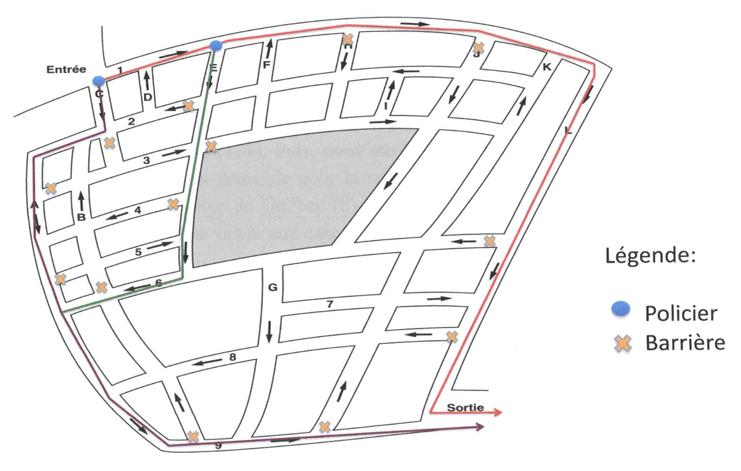 Entrée
1
C
D
E
F
H
J
K
I
L
2
3
B
4
5
6
G
7
8
9
Sortie
Légende:
Policier
Barrière